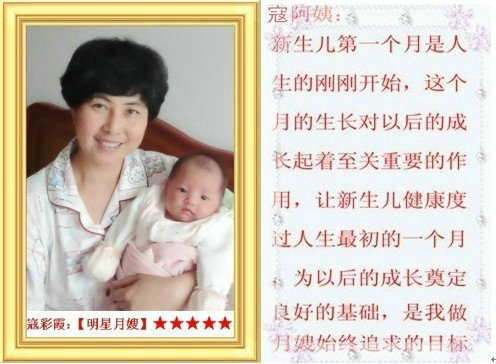 寇彩霞：【明星月嫂】★★★★★
寇阿姨：
新生儿第一个月是人
生的刚刚开始，这个
月的生长对以后的成
长起着至关重要的作
用，让新生儿健康度
过人生最初的一个月
，为以后的成长奠定
良好的基础，是我做
月嫂始终追求的目标